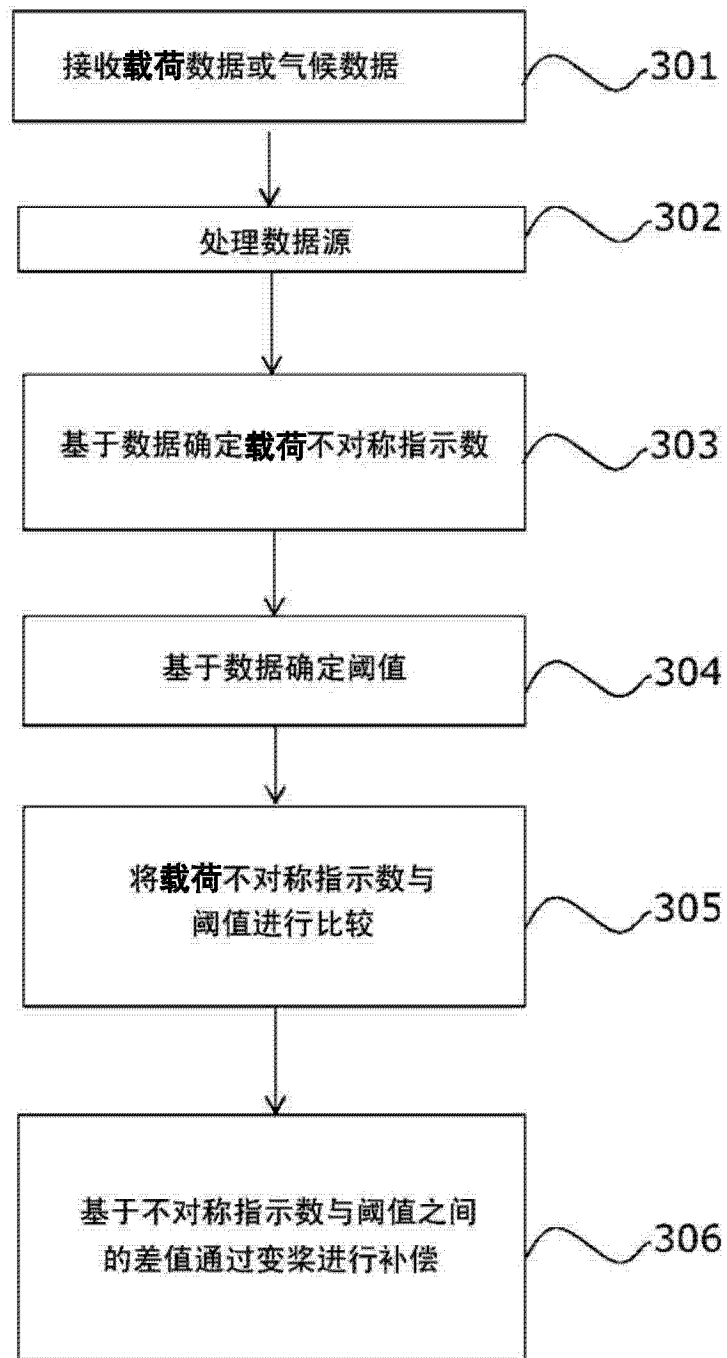 接收载荷数据或气候数据
301
处理数据源
302
基于数据确定载荷不对称指示数
303
基于数据确定阈值
304
将载荷不对称指示数与
阈值进行比较
305
基于不对称指示数与阈值之间
的差值通过变桨进行补偿
306